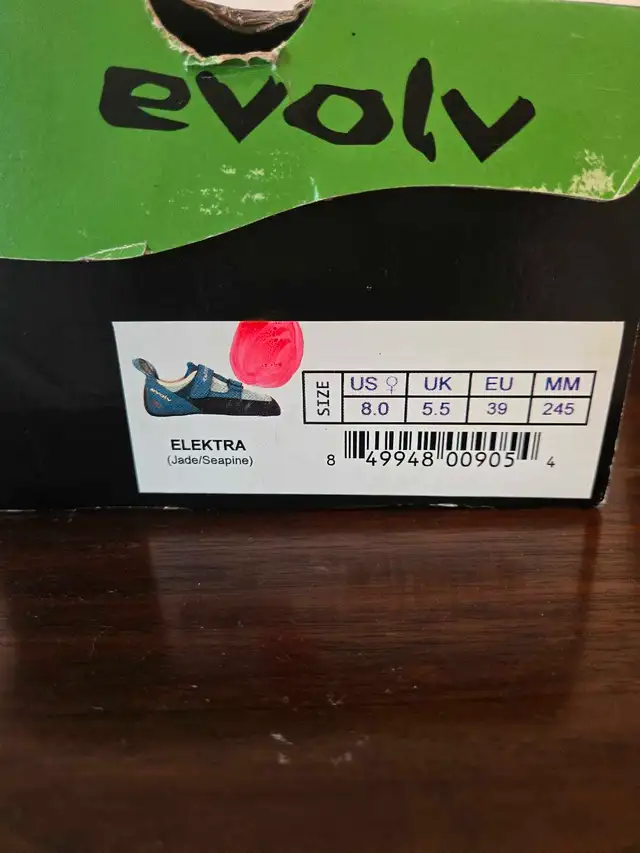 evolv
evolv
SIZE US ♀ UK EU MM
8.0 5.5 39 245
ELEKTRA
(Jade/Seapine)
8 49948 00905 4